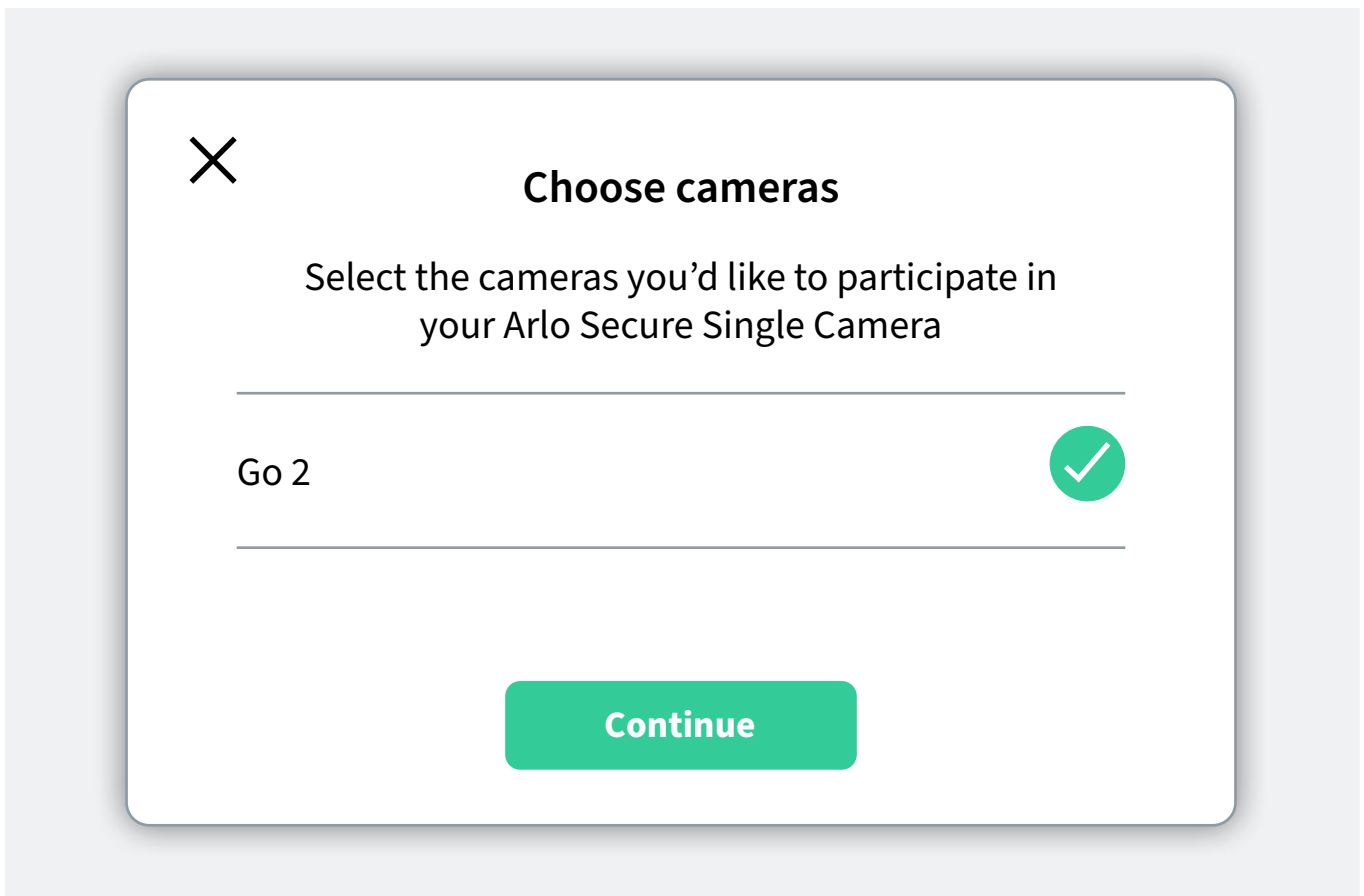 Choose cameras
Select the cameras you’d like to participate in
your Arlo Secure Single Camera
Go 2
Continue